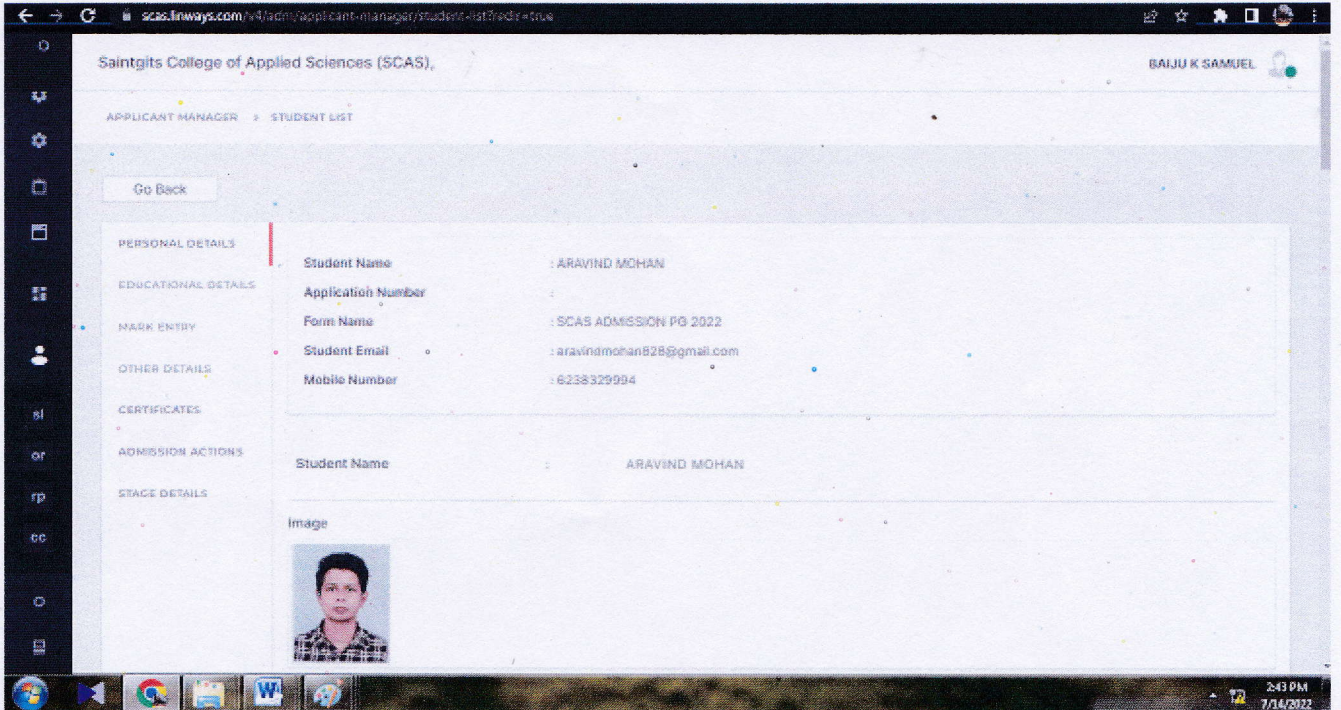 scas.linways.com/v4/adm/applicant-manager/student-list?redir=true
Saintgits College of Applied Sciences (SCAS),
BAIJU K SAMUEL
APPLICANT MANAGER > STUDENT LIST
Go Back
PERSONAL DETAILS
EDUCATIONAL DETAILS
MARK ENTRY
OTHER DETAILS
CERTIFICATES
ADMISSION ACTIONS
STAGE DETAILS
Student Name : ARAVIND MOHAN
Application Number :
Form Name : SCAS ADMISSION PG 2022
Student Email : aravindmohan828@gmail.com
Mobile Number : 6238329994
Student Name : ARAVIND MOHAN
Image
sl
or
rp
cc
W
2:43 PM
7/14/2022